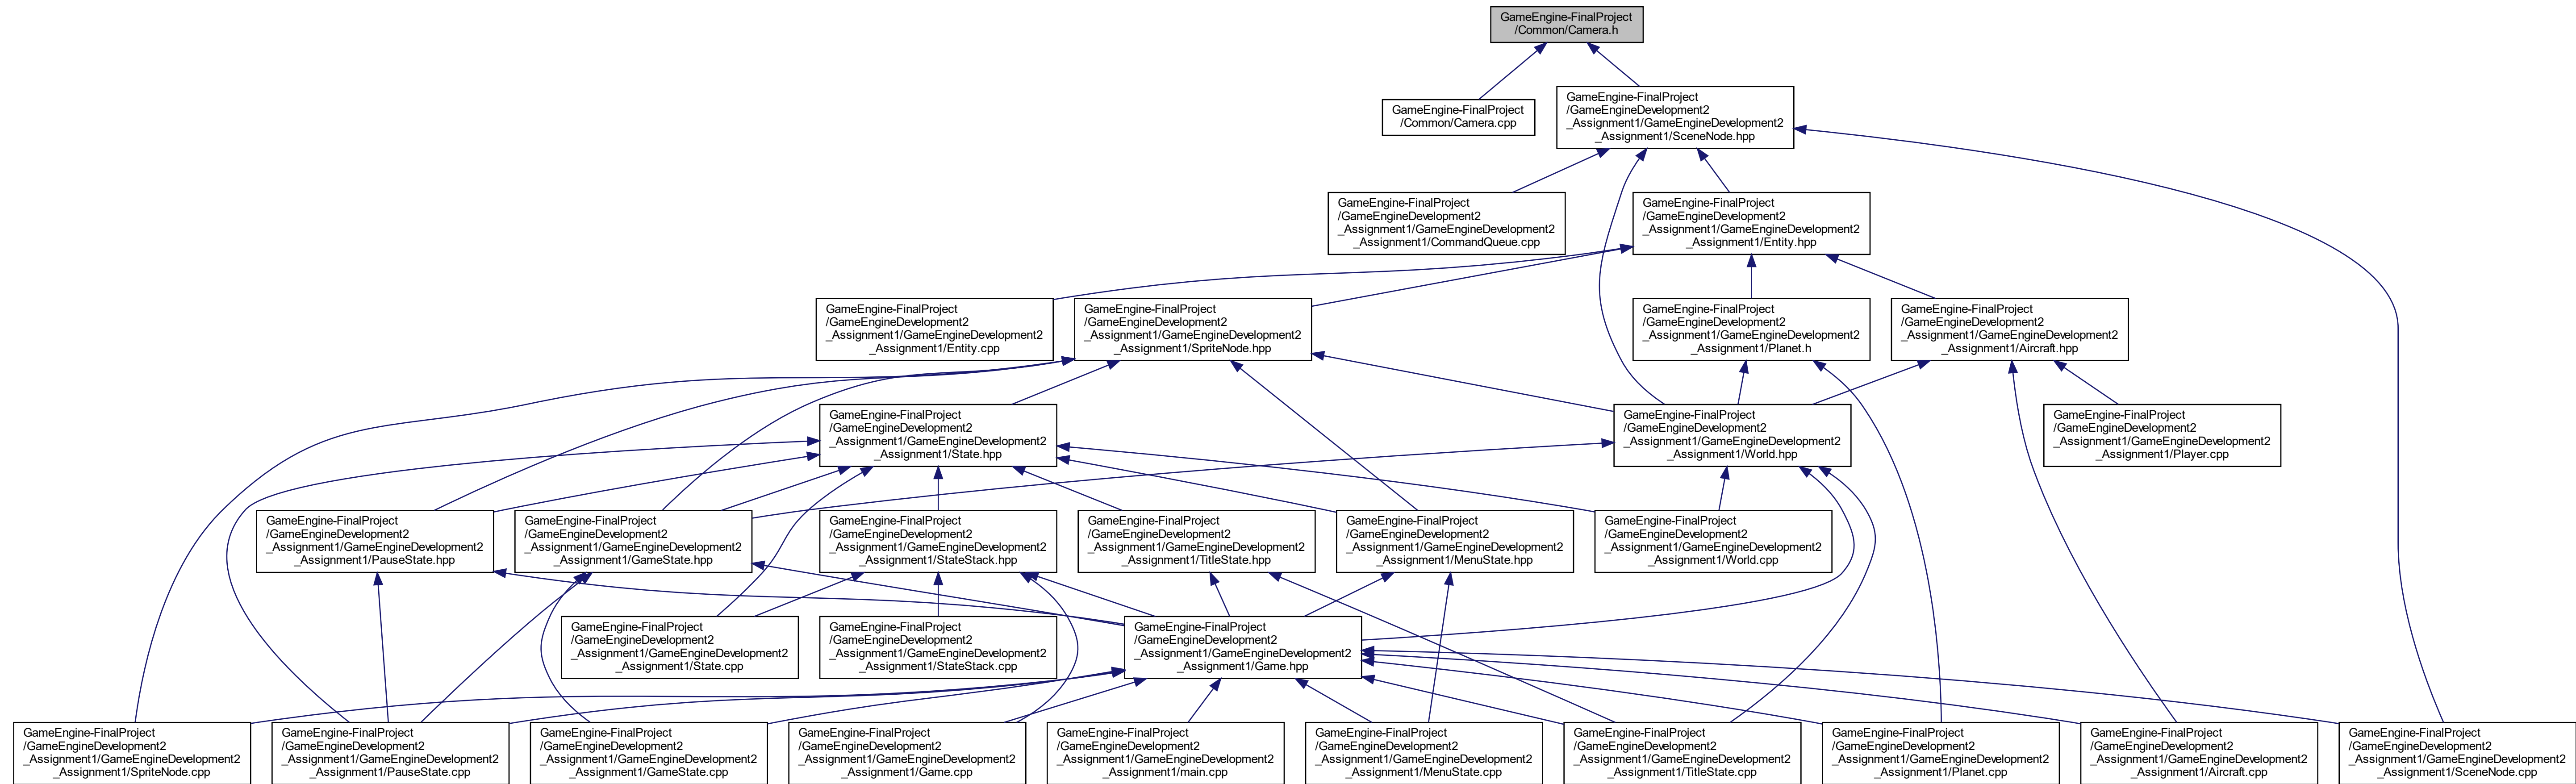 GameEngine-FinalProject
/Common/Camera.h
GameEngine-FinalProject
/Common/Camera.cpp
GameEngine-FinalProject
/GameEngineDevelopment2
_Assignment1/GameEngineDevelopment2
_Assignment1/SceneNode.hpp
GameEngine-FinalProject
/GameEngineDevelopment2
_Assignment1/GameEngineDevelopment2
_Assignment1/CommandQueue.cpp
GameEngine-FinalProject
/GameEngineDevelopment2
_Assignment1/GameEngineDevelopment2
_Assignment1/Entity.hpp
GameEngine-FinalProject
/GameEngineDevelopment2
_Assignment1/GameEngineDevelopment2
_Assignment1/Entity.cpp
GameEngine-FinalProject
/GameEngineDevelopment2
_Assignment1/GameEngineDevelopment2
_Assignment1/SpriteNode.hpp
GameEngine-FinalProject
/GameEngineDevelopment2
_Assignment1/GameEngineDevelopment2
_Assignment1/Planet.h
GameEngine-FinalProject
/GameEngineDevelopment2
_Assignment1/GameEngineDevelopment2
_Assignment1/Aircraft.hpp
GameEngine-FinalProject
/GameEngineDevelopment2
_Assignment1/GameEngineDevelopment2
_Assignment1/State.hpp
GameEngine-FinalProject
/GameEngineDevelopment2
_Assignment1/GameEngineDevelopment2
_Assignment1/World.hpp
GameEngine-FinalProject
/GameEngineDevelopment2
_Assignment1/GameEngineDevelopment2
_Assignment1/Player.cpp
GameEngine-FinalProject
/GameEngineDevelopment2
_Assignment1/GameEngineDevelopment2
_Assignment1/PauseState.hpp
GameEngine-FinalProject
/GameEngineDevelopment2
_Assignment1/GameEngineDevelopment2
_Assignment1/GameState.hpp
GameEngine-FinalProject
/GameEngineDevelopment2
_Assignment1/GameEngineDevelopment2
_Assignment1/StateStack.hpp
GameEngine-FinalProject
/GameEngineDevelopment2
_Assignment1/GameEngineDevelopment2
_Assignment1/TitleState.hpp
GameEngine-FinalProject
/GameEngineDevelopment2
_Assignment1/GameEngineDevelopment2
_Assignment1/MenuState.hpp
GameEngine-FinalProject
/GameEngineDevelopment2
_Assignment1/GameEngineDevelopment2
_Assignment1/World.cpp
GameEngine-FinalProject
/GameEngineDevelopment2
_Assignment1/GameEngineDevelopment2
_Assignment1/State.cpp
GameEngine-FinalProject
/GameEngineDevelopment2
_Assignment1/GameEngineDevelopment2
_Assignment1/StateStack.cpp
GameEngine-FinalProject
/GameEngineDevelopment2
_Assignment1/GameEngineDevelopment2
_Assignment1/Game.hpp
GameEngine-FinalProject
/GameEngineDevelopment2
_Assignment1/GameEngineDevelopment2
_Assignment1/SpriteNode.cpp
GameEngine-FinalProject
/GameEngineDevelopment2
_Assignment1/GameEngineDevelopment2
_Assignment1/PauseState.cpp
GameEngine-FinalProject
/GameEngineDevelopment2
_Assignment1/GameEngineDevelopment2
_Assignment1/GameState.cpp
GameEngine-FinalProject
/GameEngineDevelopment2
_Assignment1/GameEngineDevelopment2
_Assignment1/Game.cpp
GameEngine-FinalProject
/GameEngineDevelopment2
_Assignment1/GameEngineDevelopment2
_Assignment1/main.cpp
GameEngine-FinalProject
/GameEngineDevelopment2
_Assignment1/GameEngineDevelopment2
_Assignment1/MenuState.cpp
GameEngine-FinalProject
/GameEngineDevelopment2
_Assignment1/GameEngineDevelopment2
_Assignment1/TitleState.cpp
GameEngine-FinalProject
/GameEngineDevelopment2
_Assignment1/GameEngineDevelopment2
_Assignment1/Planet.cpp
GameEngine-FinalProject
/GameEngineDevelopment2
_Assignment1/GameEngineDevelopment2
_Assignment1/Aircraft.cpp
GameEngine-FinalProject
/GameEngineDevelopment2
_Assignment1/GameEngineDevelopment2
_Assignment1/SceneNode.cpp